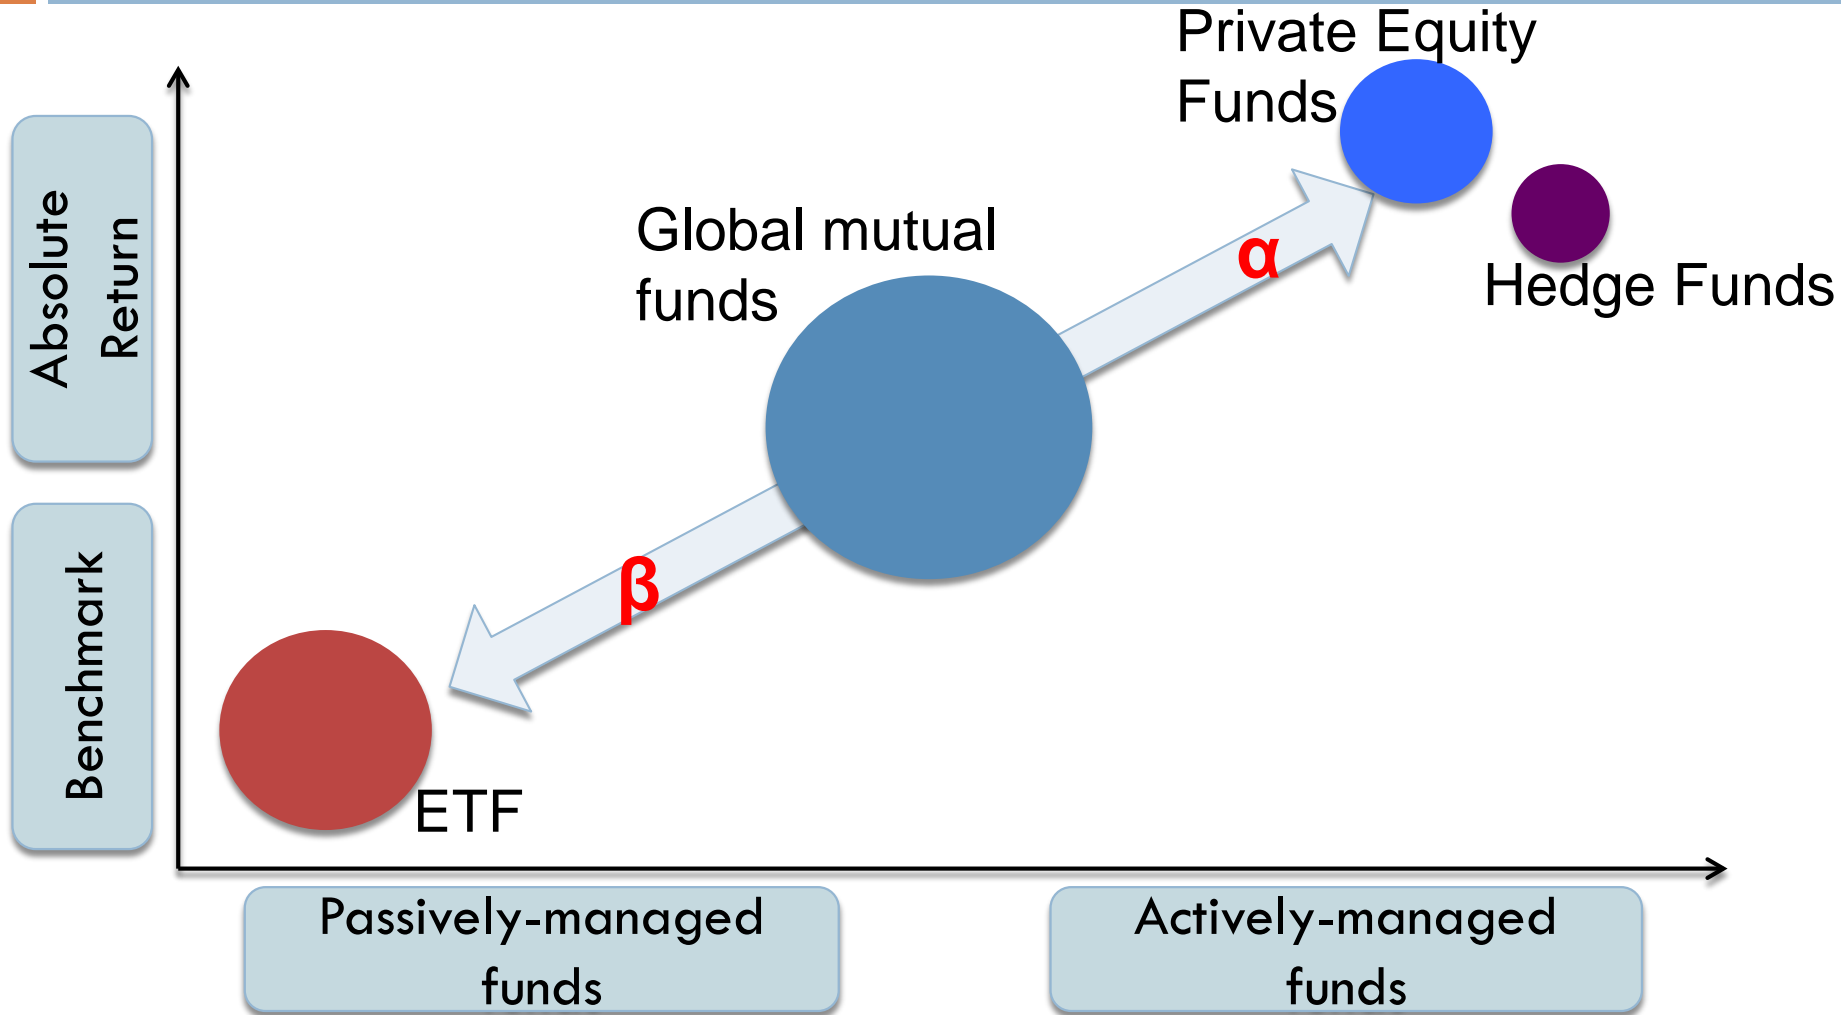 Private Equity
Funds
Absolute
Return
Global mutual
funds
α
Hedge Funds
β
Benchmark
ETF
Passively-managed
funds
Actively-managed
funds